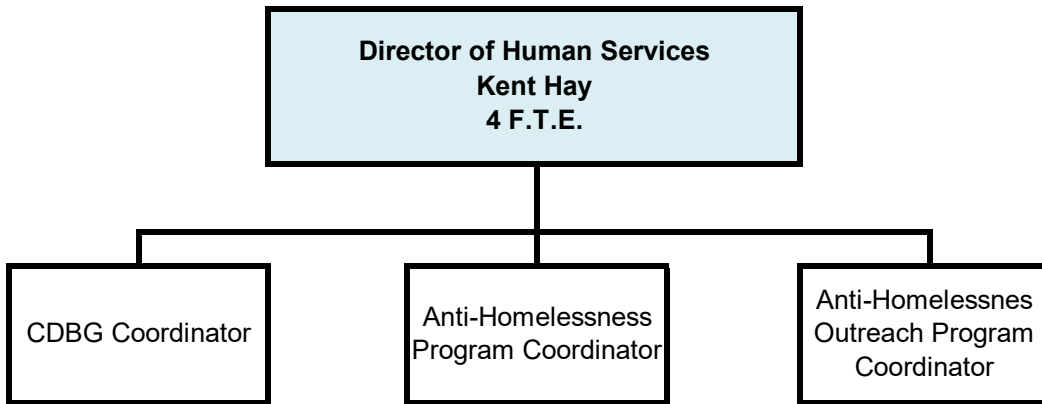 Director of Human Services
Kent Hay
4 F.T.E.
CDBG Coordinator
Anti-Homelessness
Program Coordinator
Anti-Homelessnes
Outreach Program
Coordinator